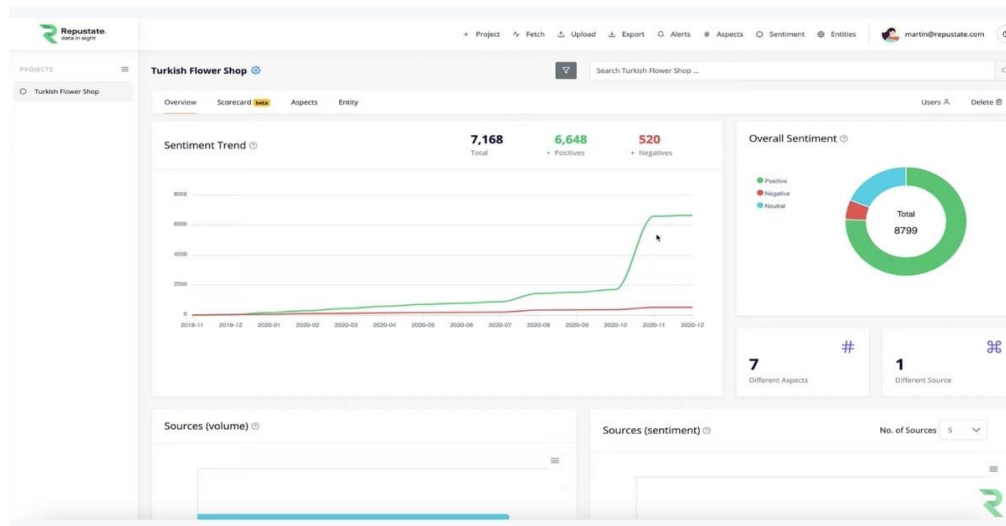 Repustate.
data in sight
+ Project Fetch Upload Export Alerts # Aspects Sentiment Entities martin@repustate.com
PROJECTS
Turkish Flower Shop
Turkish Flower Shop
Search Turkish Flower Shop ...
Overview Scorecard beta Aspects Entity
Users Delete
Sentiment Trend
7,168 6,648 520
Total • Positives • Negatives
8000
6000
4000
2000
0
2019-11 2019-12 2020-01 2020-02 2020-03 2020-04 2020-05 2020-06 2020-07 2020-08 2020-09 2020-10 2020-11 2020-12
Overall Sentiment
Positive
Negative
Neutral
Total
8799
#
7
Different Aspects
⌘
1
Different Source
Sources (volume)
Sources (sentiment)
No. of Sources 5